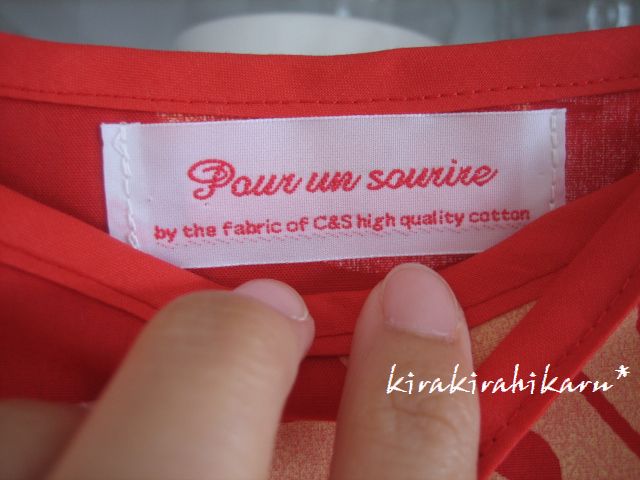 Pour un sourire
by the fabric of C&S high quality cotton
kirakirahikaru*